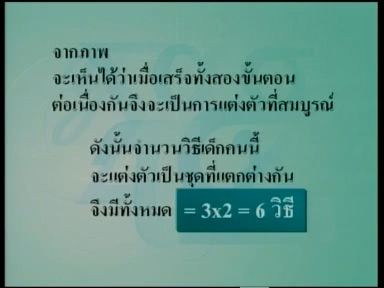 จากภาพ
จะเห็นได้ว่าเมื่อเสร็จทั้งสองขั้นตอน
ต่อเนื่องกันจึงจะเป็นการแต่งตัวที่สมบูรณ์
ดังนั้นจำนวนวิธีเด็กคนนี้
จะแต่งตัวเป็นชุดที่แตกต่างกัน
จึงมีทั้งหมด = 3x2 = 6 วิธี